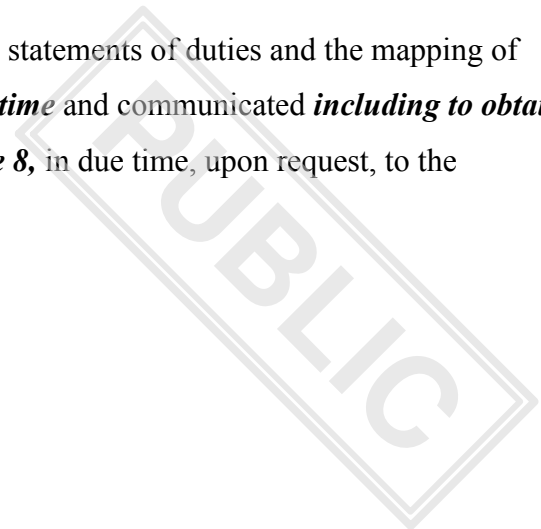 statements of duties and the mapping of
time and communicated including to obtai
e 8, in due time, upon request, to the
PUBLIC